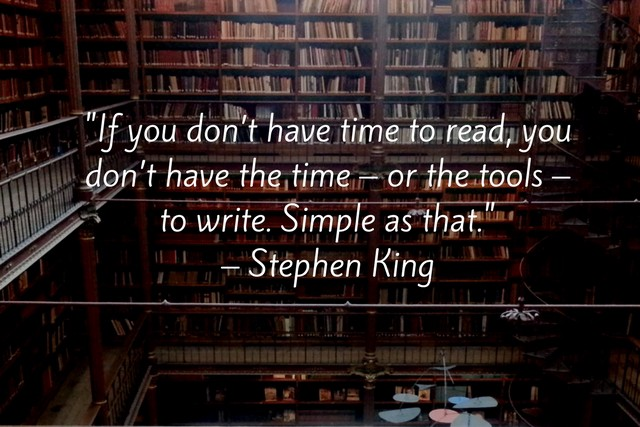 "If you don't have time to read, you
don't have the time – or the tools –
to write. Simple as that."
– Stephen King